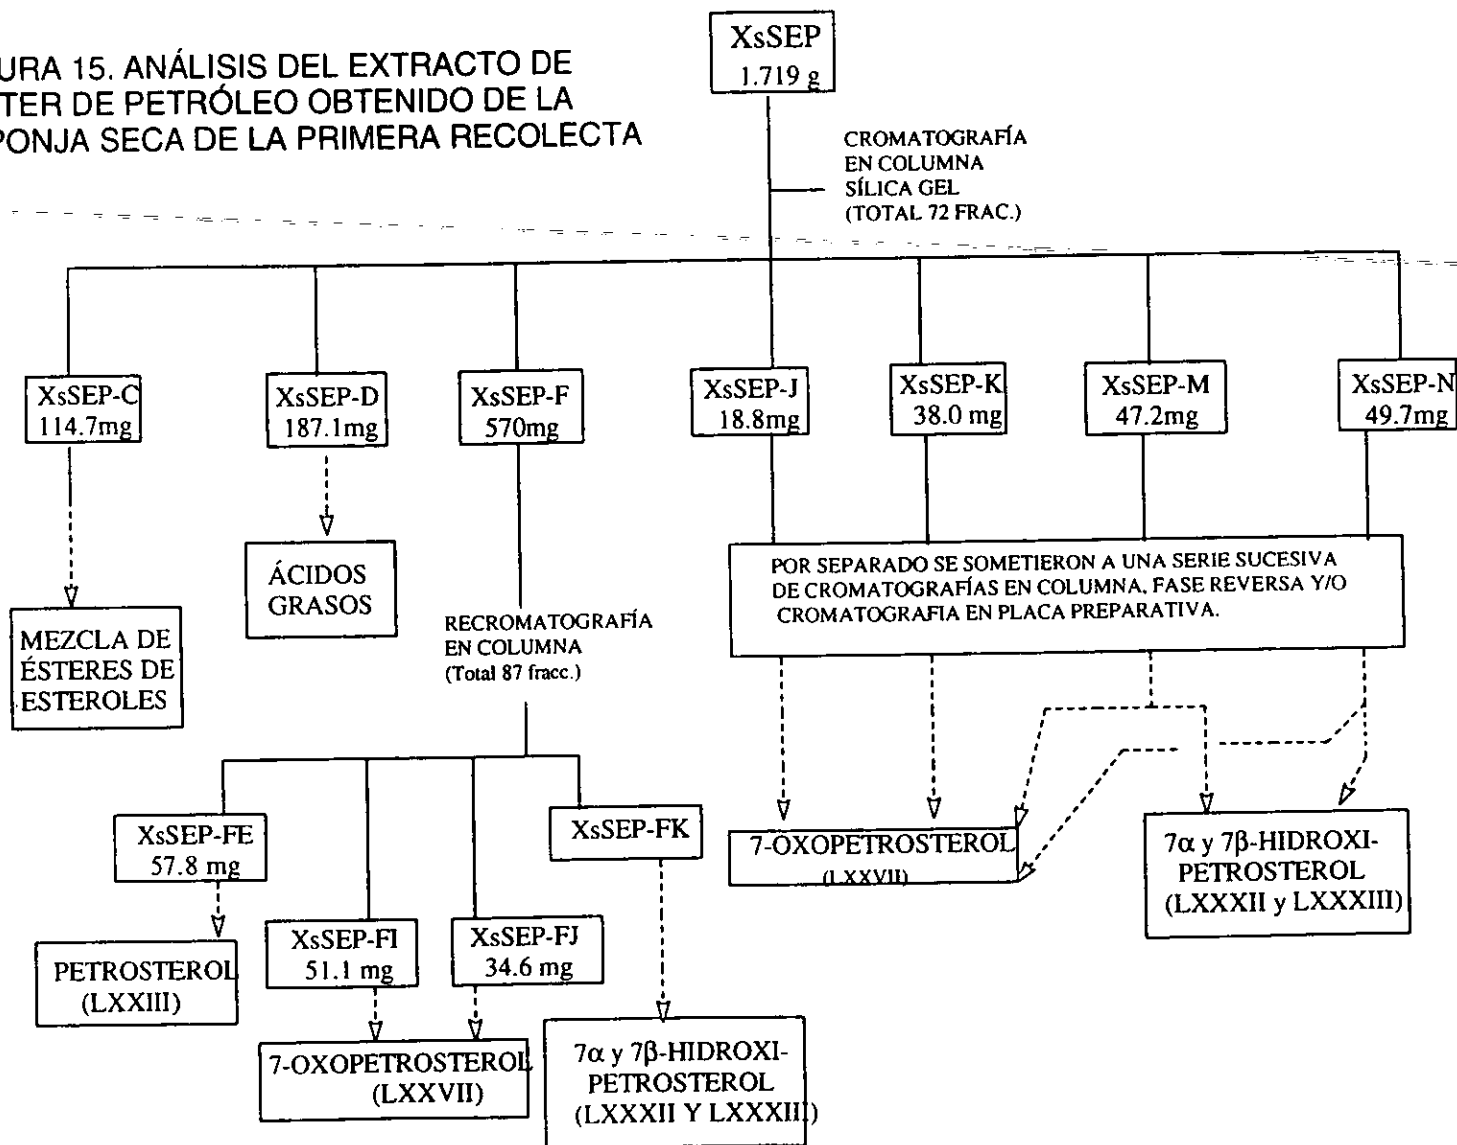 URA 15. ANÁLISIS DEL EXTRACTO DE
TER DE PETRÓLEO OBTENIDO DE LA
PONJA SECA DE LA PRIMERA RECOLECTA
XsSEP
1.719 g
CROMATOGRAFÍA
EN COLUMNA
SÍLICA GEL
(TOTAL 72 FRAC.)
XsSEP-C
114.7mg
XsSEP-D
187.1mg
XsSEP-F
570mg
XsSEP-J
18.8mg
XsSEP-K
38.0 mg
XsSEP-M
47.2mg
XsSEP-N
49.7mg
MEZCLA DE
ÉSTERES DE
ESTEROLES
ÁCIDOS
GRASOS
RECROMATOGRAFÍA
EN COLUMNA
(Total 87 fracc.)
POR SEPARADO SE SOMETIERON A UNA SERIE SUCESIVA
DE CROMATOGRAFÍAS EN COLUMNA, FASE REVERSA Y/O
CROMATOGRAFIA EN PLACA PREPARATIVA.
XsSEP-FE
57.8 mg
XsSEP-FI
51.1 mg
XsSEP-FJ
34.6 mg
XsSEP-FK
PETROSTEROL
(LXXIII)
7-OXOPETROSTEROL
(LXXVII)
7α y 7β-HIDROXI-
PETROSTEROL
(LXXXII Y LXXXIII)
7-OXOPETROSTEROL
(LXXVII)
7α y 7β-HIDROXI-
PETROSTEROL
(LXXXII y LXXXIII)